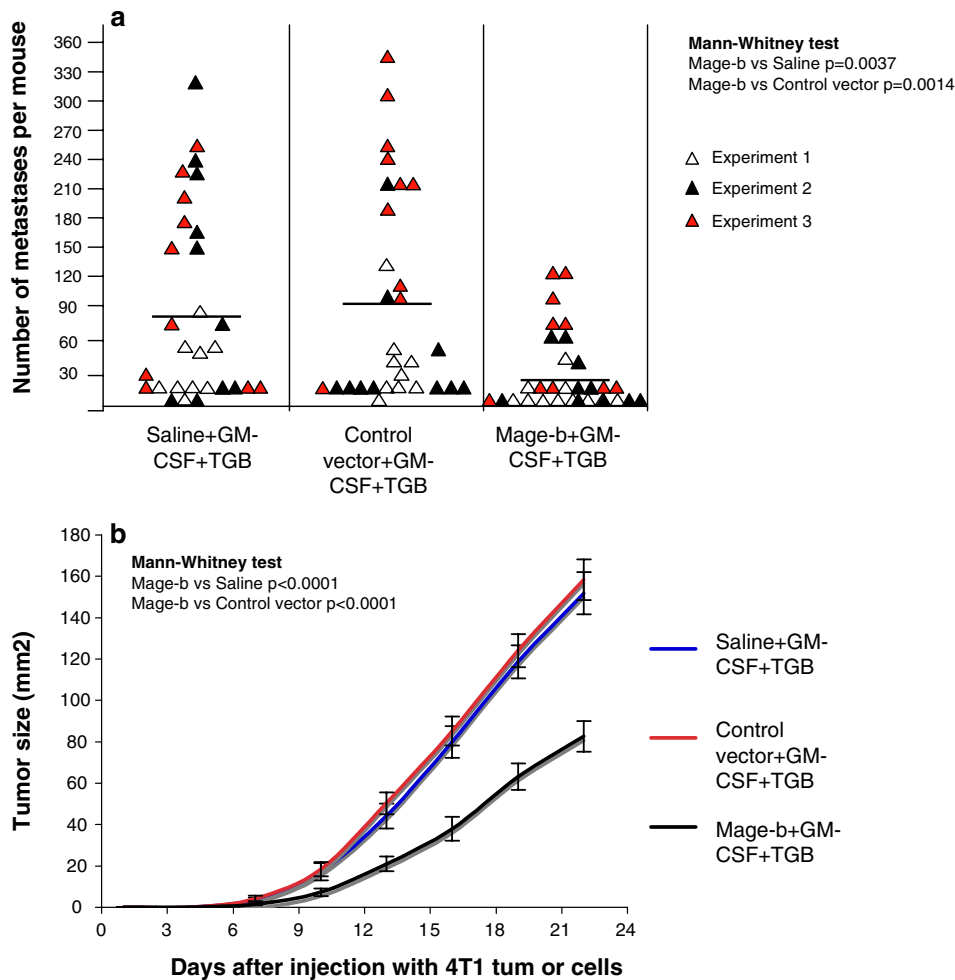 a
Number of metastases per mouse
360
330
300
270
240
210
180
150
120
90
60
30
Saline+GM-
CSF+TGB
Control
vector+GM-
CSF+TGB
Mage-b+GM-
CSF+TGB
Mann-Whitney test
Mage-b vs Saline p=0.0037
Mage-b vs Control vector p=0.0014
Experiment 1
Experiment 2
Experiment 3
b
Mann-Whitney test
Mage-b vs Saline p<0.0001
Mage-b vs Control vector p<0.0001
Tumor size (mm2)
180
160
140
120
100
80
60
40
20
0
0 3 6 9 12 15 18 21 24
Days after injection with 4T1 tum or cells
Saline+GM-
CSF+TGB
Control
vector+GM-
CSF+TGB
Mage-b+GM-
CSF+TGB